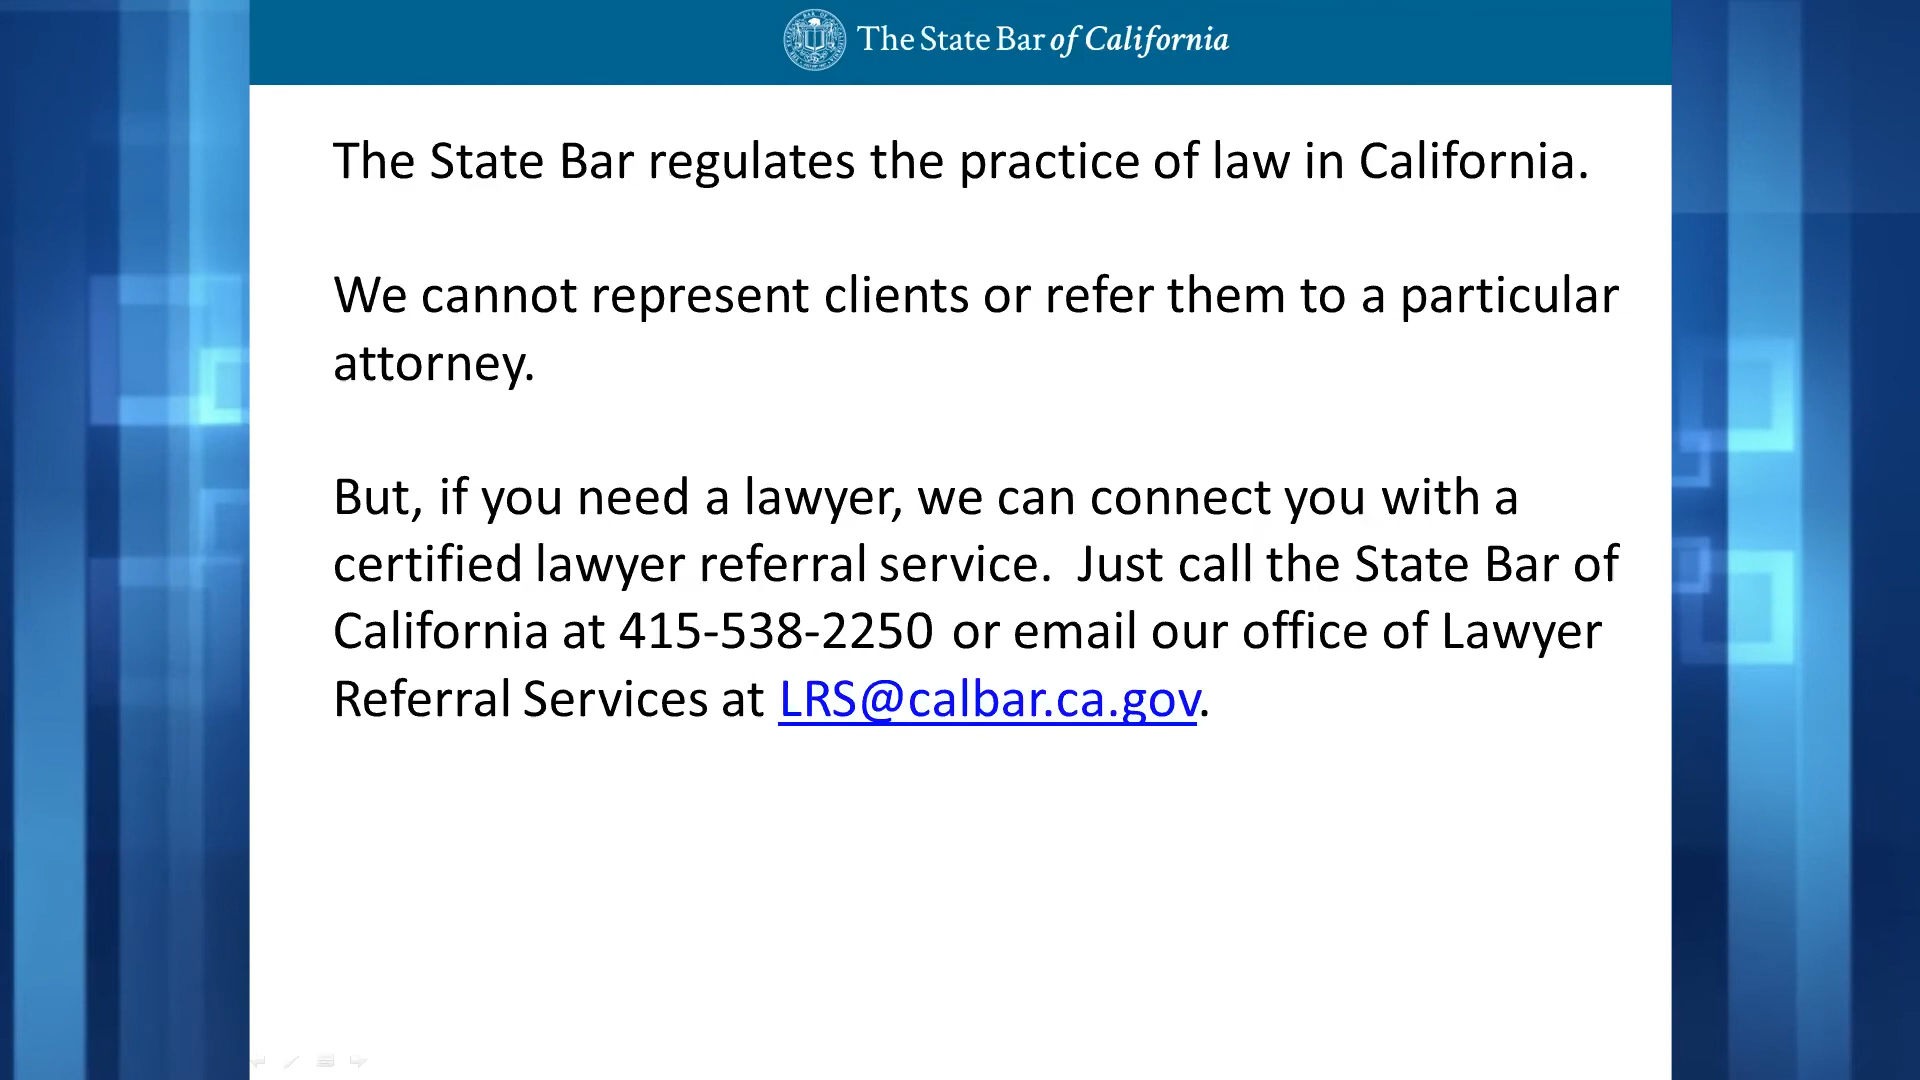 The State Bar of California
The State Bar regulates the practice of law in California.
We cannot represent clients or refer them to a particular
attorney.
But, if you need a lawyer, we can connect you with a
certified lawyer referral service.  Just call the State Bar of
California at 415-538-2250 or email our office of Lawyer
Referral Services at LRS@calbar.ca.gov.